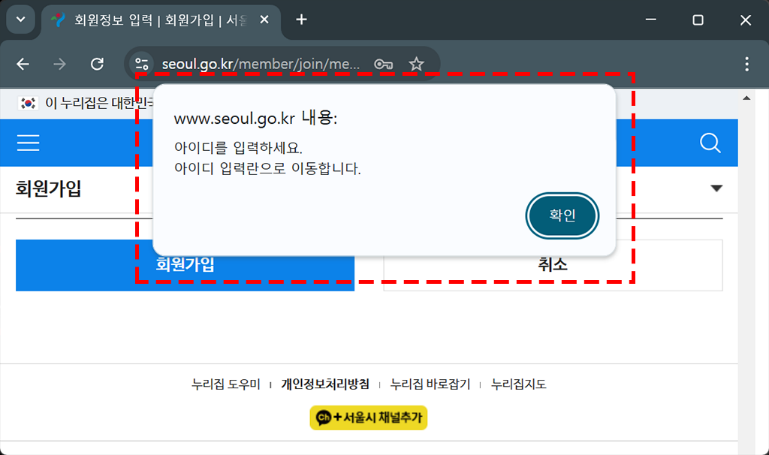 회원정보 입력 | 회원가입 | 서울
seoul.go.kr/member/join/me...
이 누리집은 대한민국
www.seoul.go.kr 내용:
아이디를 입력하세요.
아이디 입력란으로 이동합니다.
확인
회원가입
회원가입
취소
누리집 도우미 | 개인정보처리방침 | 누리집 바로잡기 | 누리집지도
Ch+서울시 채널추가